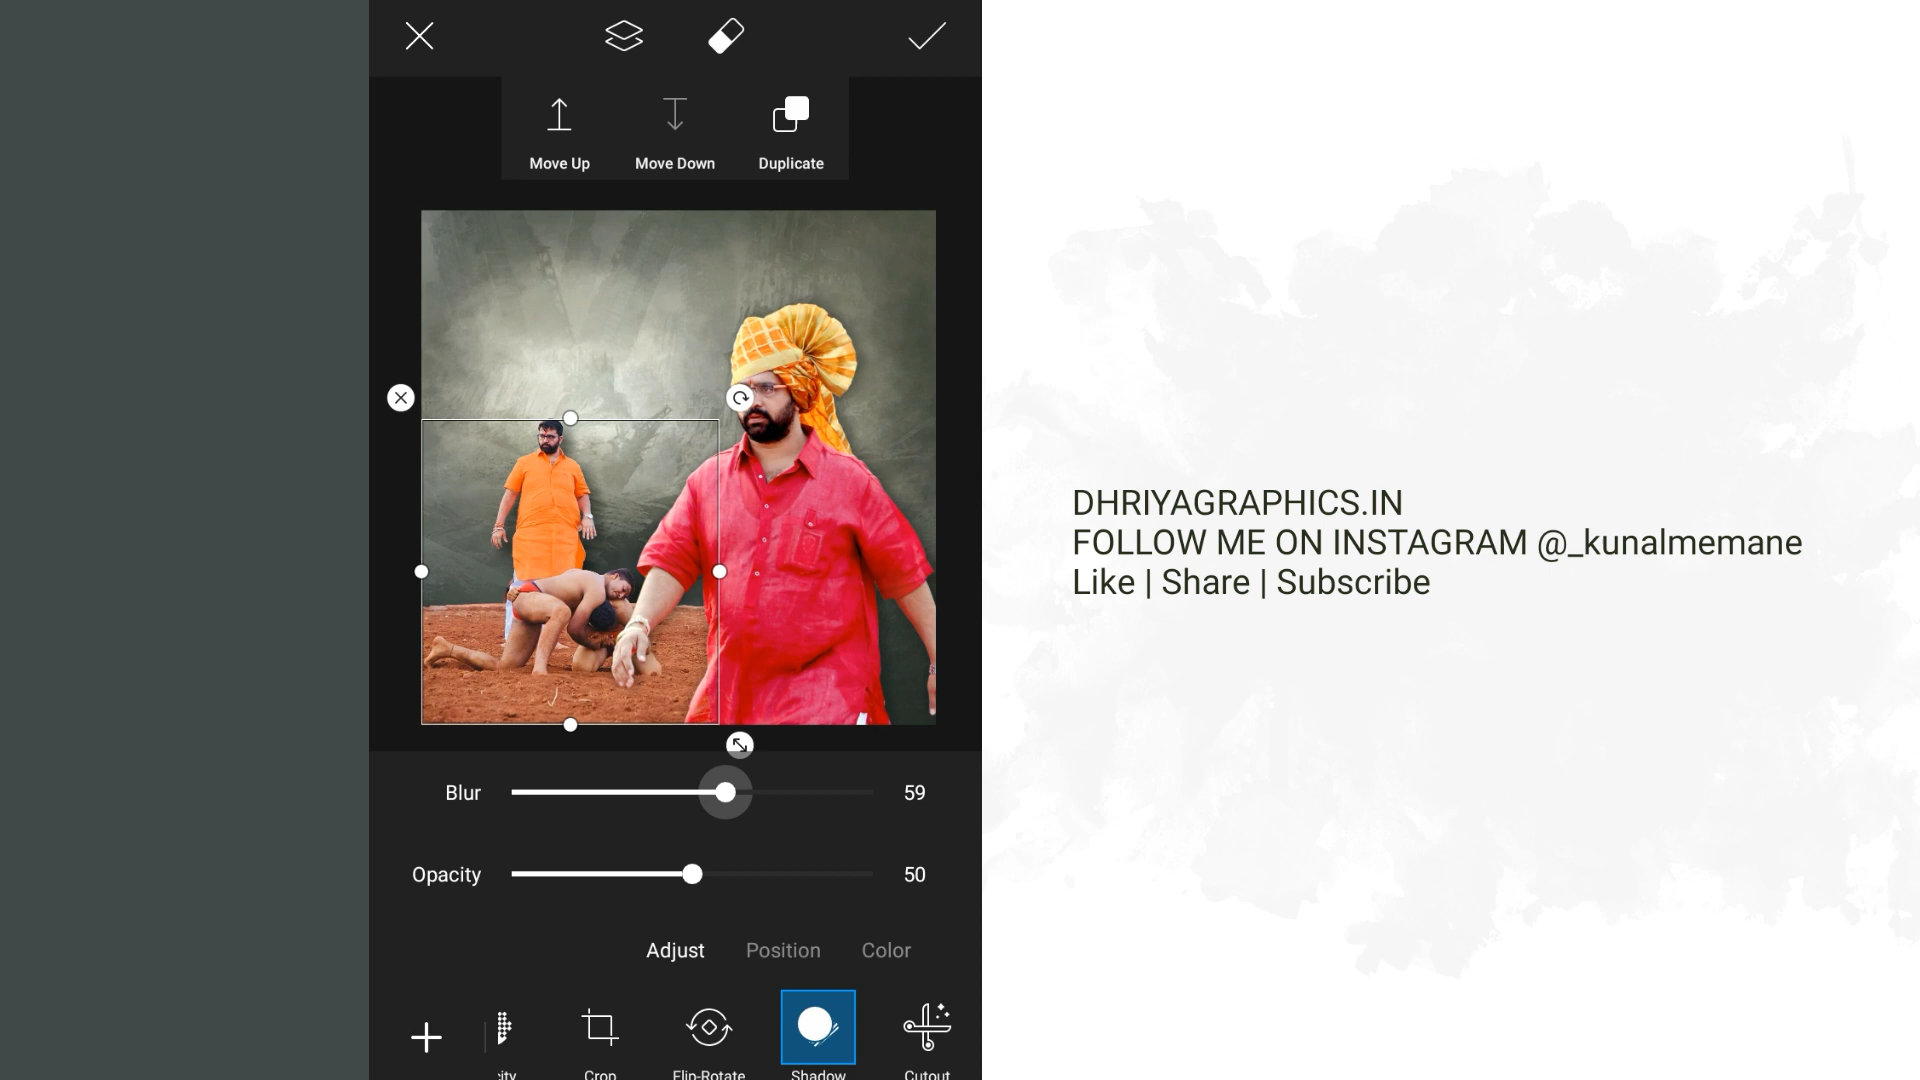 Move Up
Move Down
Duplicate
Blur
59
Opacity
50
Adjust
Position
Color
Crop
Flip-Rotate
Shadow
Cutout
DHRIYAGRAPHICS.IN
FOLLOW ME ON INSTAGRAM @_kunalmemane
Like | Share | Subscribe